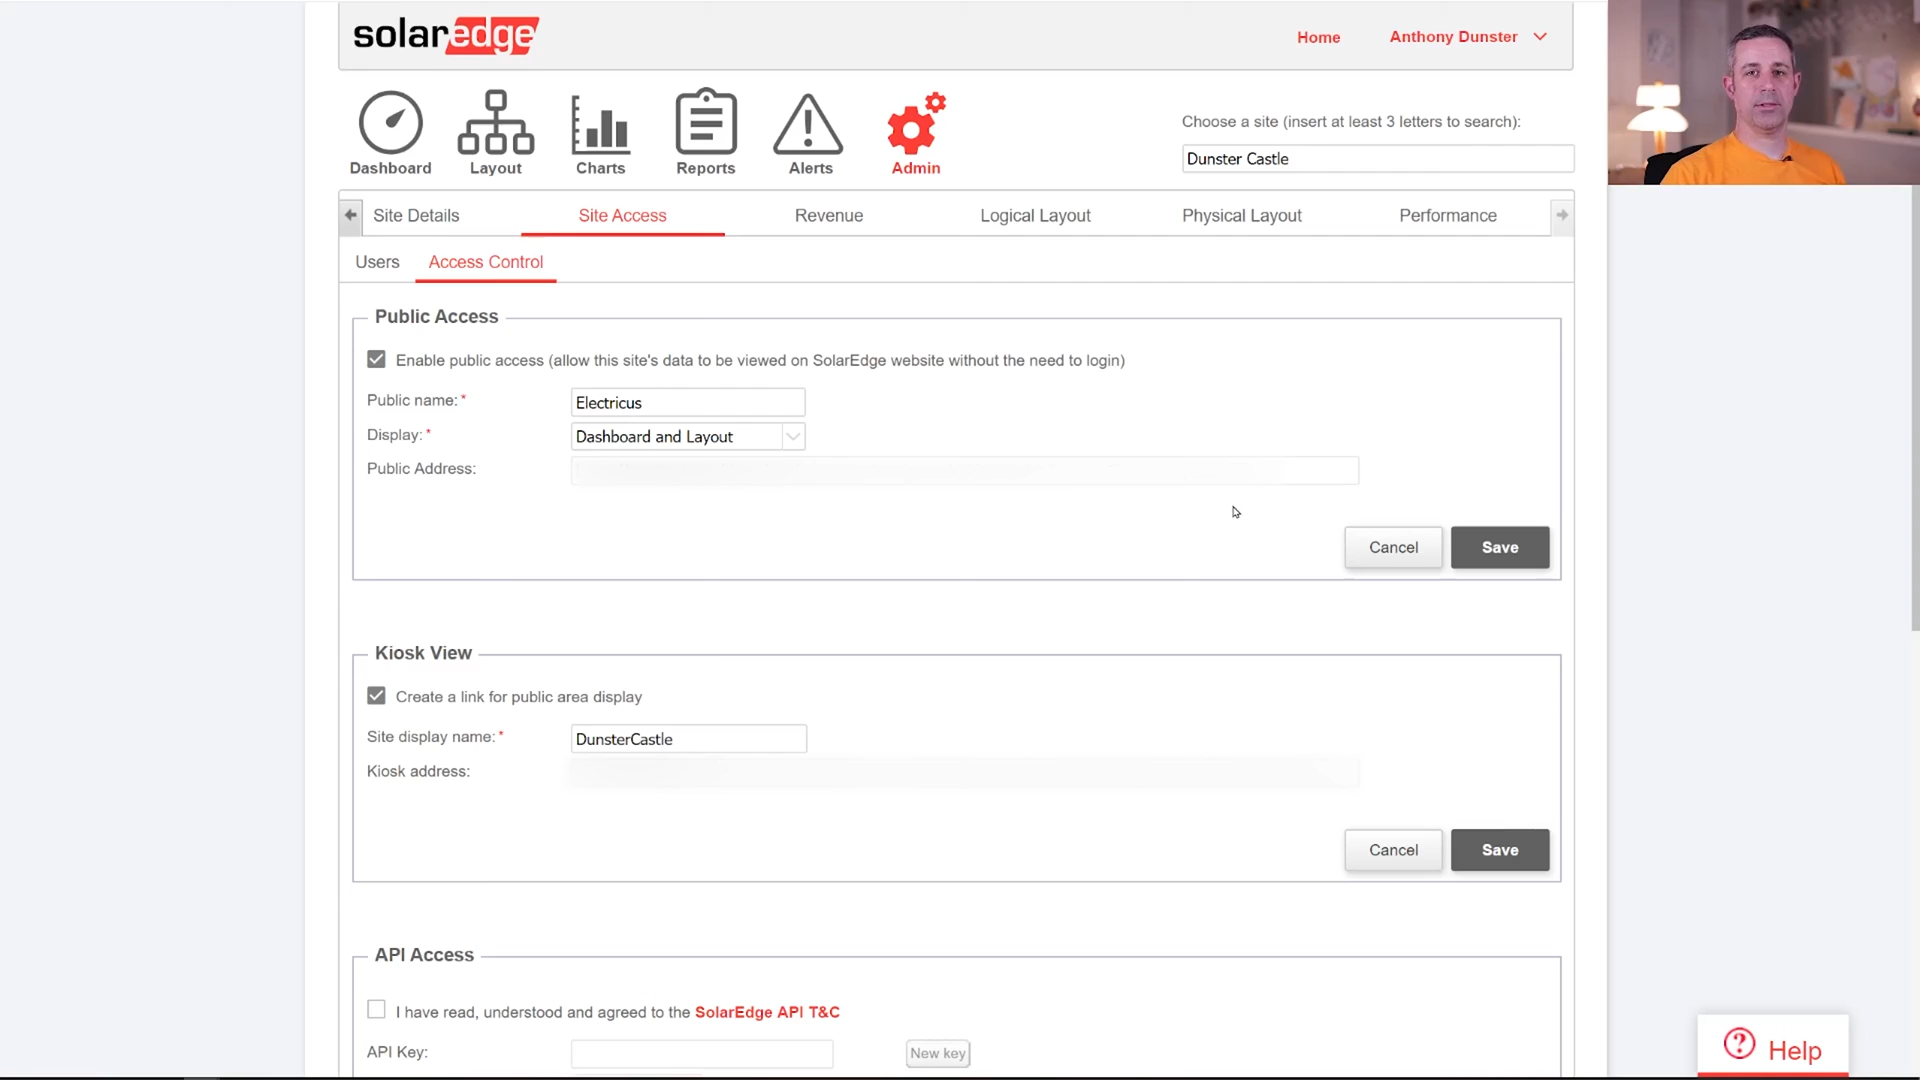 solaredge
Home
Anthony Dunster
Dashboard
Layout
Charts
Reports
Alerts
Admin
Choose a site (insert at least 3 letters to search):
Dunster Castle
Site Details
Site Access
Revenue
Logical Layout
Physical Layout
Performance
Users
Access Control
Public Access
Enable public access (allow this site's data to be viewed on SolarEdge website without the need to login)
Public name:*
Electricus
Display:*
Dashboard and Layout
Public Address:
Cancel
Save
Kiosk View
Create a link for public area display
Site display name:*
DunsterCastle
Kiosk address:
Cancel
Save
API Access
I have read, understood and agreed to the SolarEdge API T&C
API Key:
New key
Help